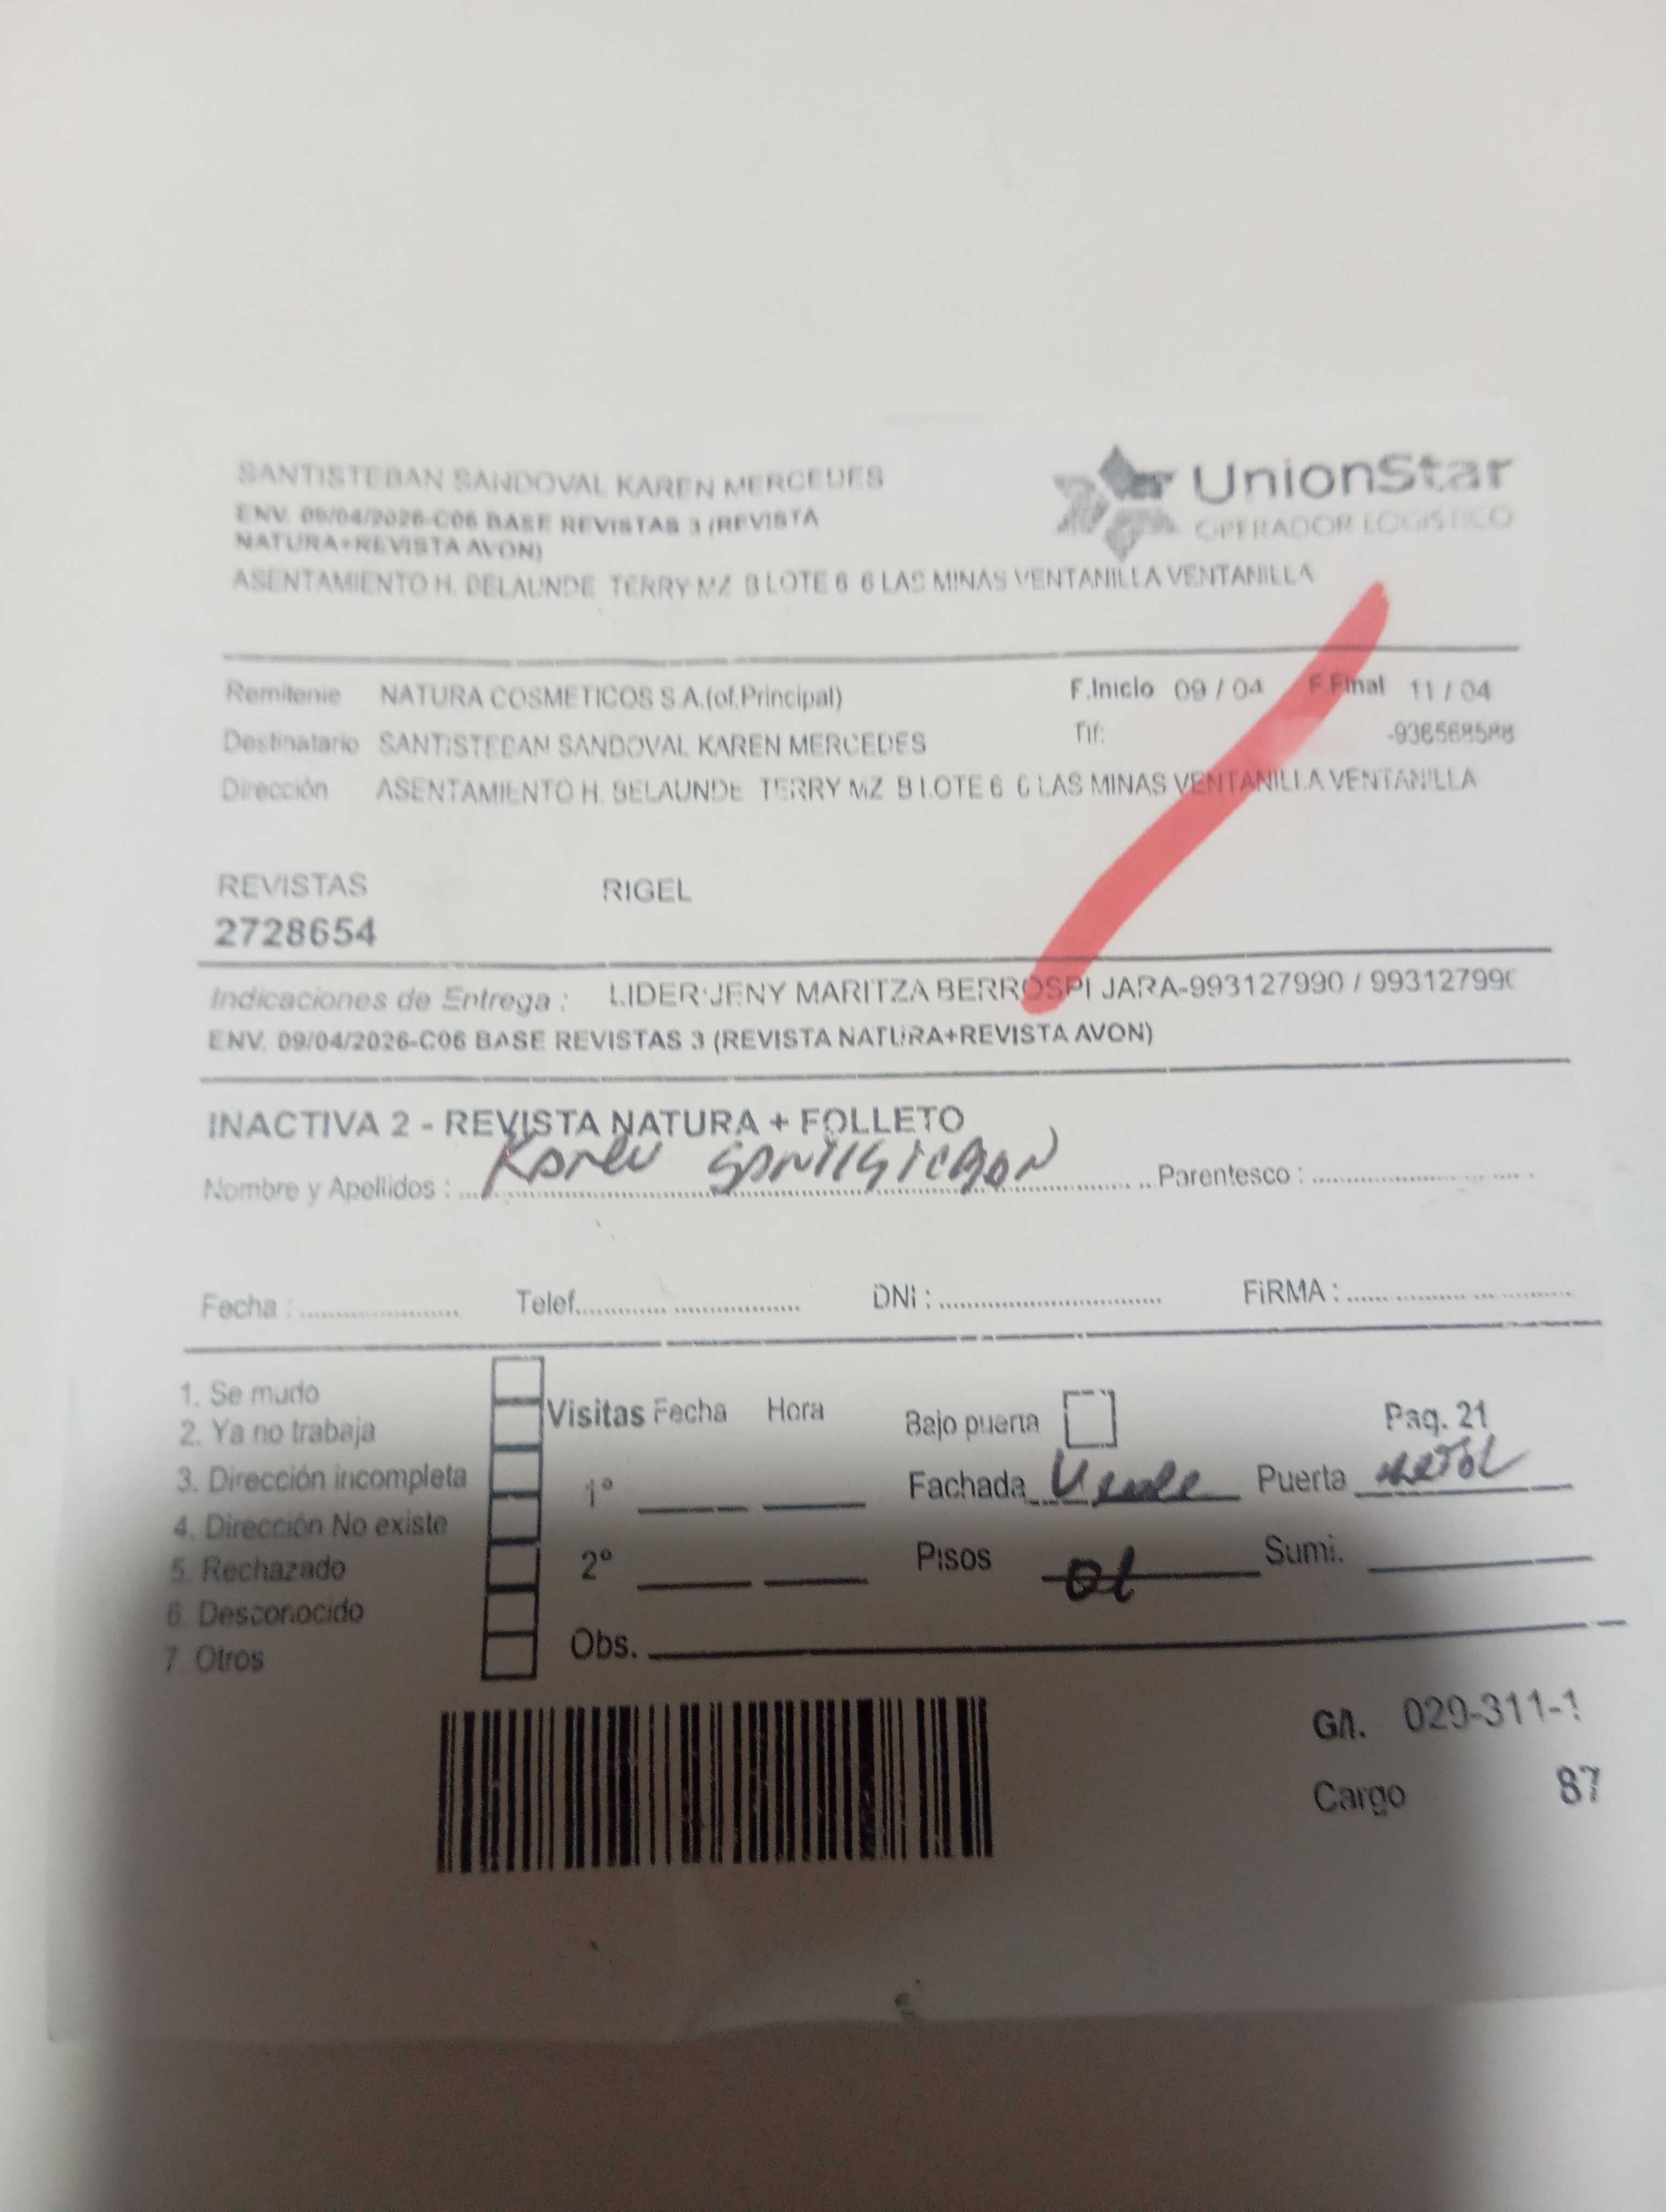 SANTISTEBAN SANDOVAL KAREN MERCEDES
UnionStar
OPERADOR LOGISTICO
ENV. 09/04/2026-C06 BASE REVISTAS 3 (REVISTA
NATURA+REVISTA AVON)
ASENTAMIENTO H. BELAUNDE TERRY MZ B LOTE 6 6 LAS MINAS VENTANILLA VENTANILLA
Remitente NATURA COSMETICOS S.A.(of.Principal) F.Inicio 09 / 04 F Final 11 / 04
Destinatario SANTISTEBAN SANDOVAL KAREN MERCEDES Tlf: -936568588
Dirección ASENTAMIENTO H. BELAUNDE TERRY MZ B LOTE 6 6 LAS MINAS VENTANILLA VENTANILLA
REVISTAS RIGEL
2728654
Indicaciones de Entrega : LIDER:JENY MARITZA BERROSPI JARA-993127990 / 993127990
ENV. 09/04/2026-C06 BASE REVISTAS 3 (REVISTA NATURA+REVISTA AVON)
INACTIVA 2 - REVISTA NATURA + FOLLETO
Nombre y Apellidos : Karen Santisteban Parentesco :
Fecha : Telef. DNI : FIRMA :
1. Se mudo
2. Ya no trabaja
3. Dirección incompleta
4. Dirección No existe
5. Rechazado
6. Desconocido
7. Otros
Visitas Fecha Hora Bajo puerta Pag. 21
1° Fachada Verde Puerta metal
2° Pisos 01 Sumi.
Obs.
G/I. 029-311-1
Cargo 87